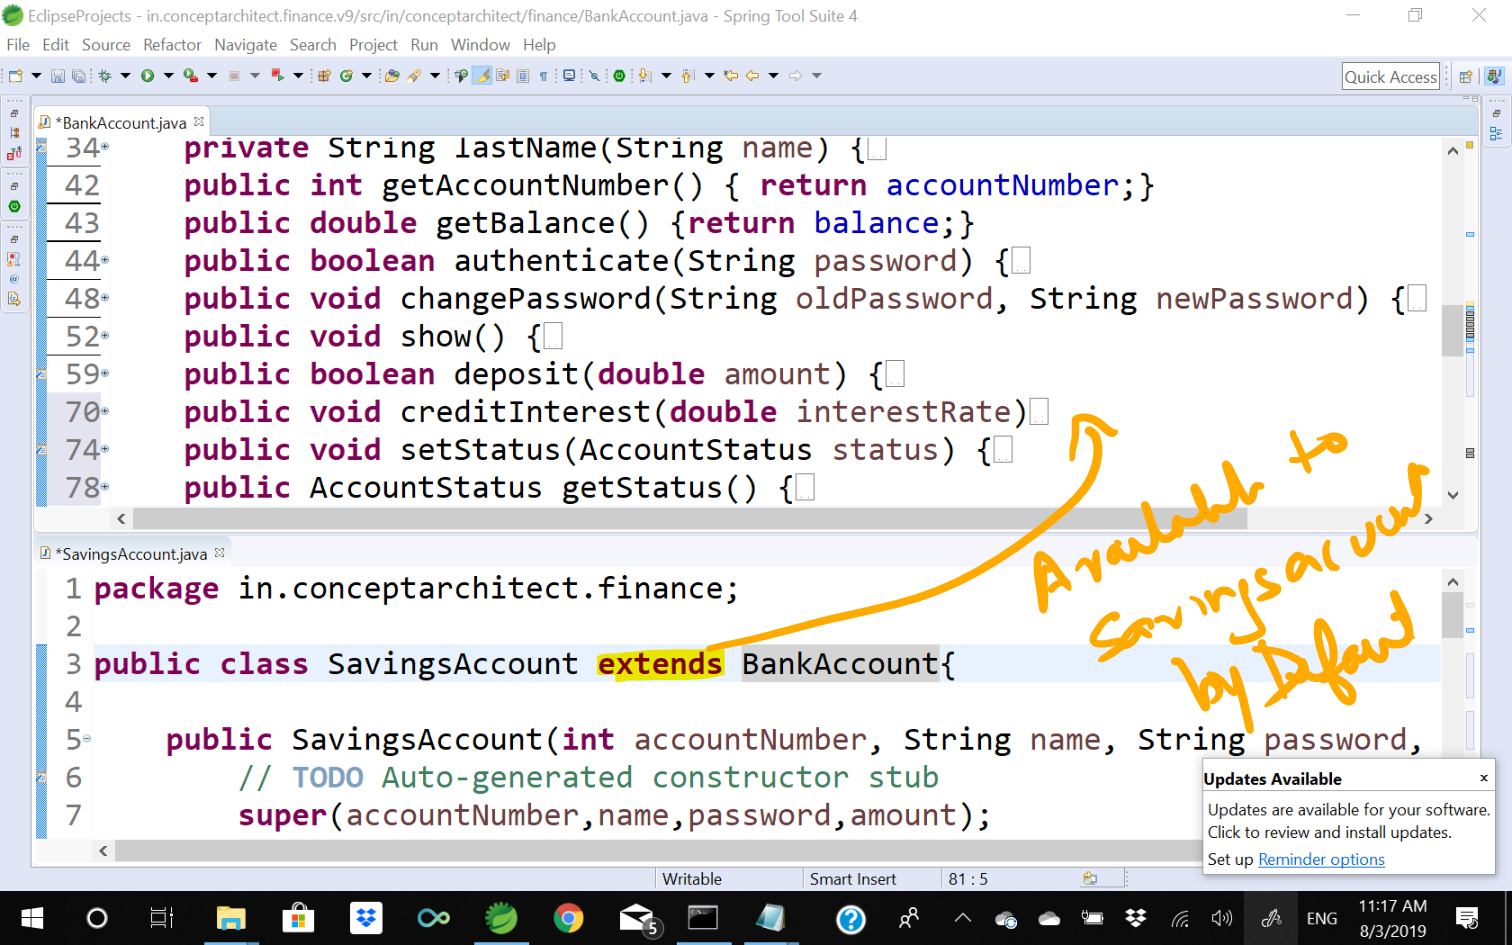 EclipseProjects - in.conceptarchitect.finance.v9/src/in/conceptarchitect/finance/BankAccount.java - Spring Tool Suite 4
File Edit Source Refactor Navigate Search Project Run Window Help
Quick Access
*BankAccount.java
34 private String lastName(String name) {
42 public int getAccountNumber() { return accountNumber;}
43 public double getBalance() {return balance;}
44 public boolean authenticate(String password) {
48 public void changePassword(String oldPassword, String newPassword) {
52 public void show() {
59 public boolean deposit(double amount) {
70 public void creditInterest(double interestRate)
74 public void setStatus(AccountStatus status) {
78 public AccountStatus getStatus() {
Available to
Savingsaccount
by Default
*SavingsAccount.java
1 package in.conceptarchitect.finance;
2
3 public class SavingsAccount extends BankAccount{
4
5 public SavingsAccount(int accountNumber, String name, String password,
6 // TODO Auto-generated constructor stub
7 super(accountNumber,name,password,amount);
Updates Available x
Updates are available for your software.
Click to review and install updates.
Set up Reminder options
Writable Smart Insert 81 : 5
5 ENG 11:17 AM
8/3/2019